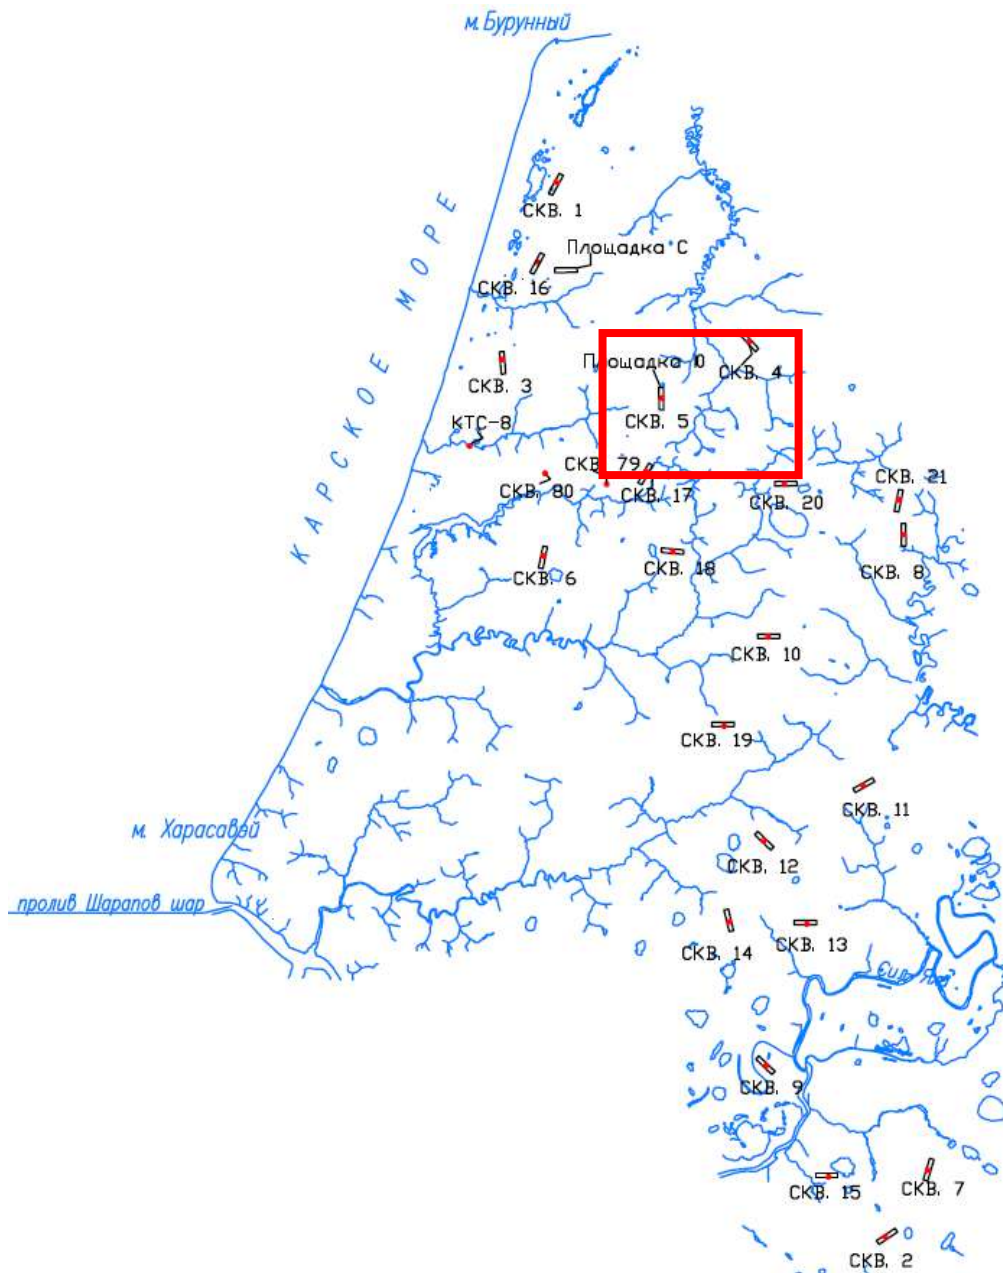 м. Бурунный
СКВ. 1
Площадка С
СКВ. 16
КАРСКОЕ МОРЕ
Площадка Ю
СКВ. 4
СКВ. 3
СКВ. 5
КТС-8
СКВ. 79
СКВ. 80
СКВ. 17
СКВ. 21
СКВ. 20
СКВ. 6
СКВ. 18
СКВ. 8
СКВ. 10
СКВ. 19
СКВ. 11
м. Харасавэй
СКВ. 12
пролив Шарапов шар
СКВ. 14
СКВ. 13
СКВ. 9
СКВ. 15
СКВ. 7
СКВ. 2